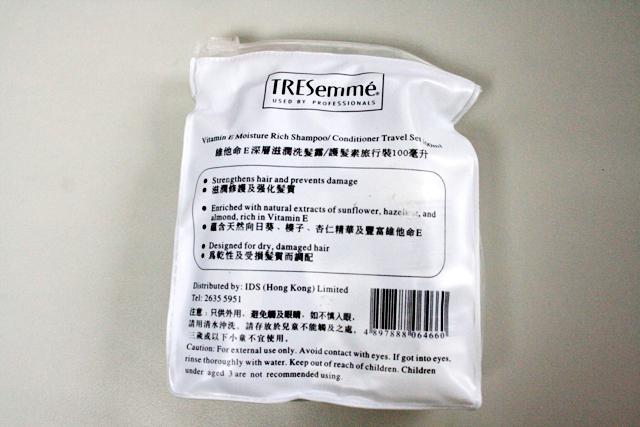 TRESemmé®
USED BY PROFESSIONALS
Vitamin E Moisture Rich Shampoo/ Conditioner Travel Set 100ml
維他命E深層滋潤洗髮露/護髮素旅行裝100毫升
● Strengthens hair and prevents damage
● 滋潤修護及強化髮質
● Enriched with natural extracts of sunflower, hazelnut, and
almond, rich in Vitamin E
● 蘊含天然向日葵、榛子、杏仁精華及豐富維他命E
● Designed for dry, damaged hair
● 為乾性及受損髮質而調配
Distributed by: IDS (Hong Kong) Limited
Tel: 2635 5951
注意：只供外用，避免觸及眼睛，如不慎入眼，
請用清水沖洗。請存放於兒童不能觸及之處。
三歲或以下小童不宜使用。
4 897888 064660
Caution: For external use only. Avoid contact with eyes. If got into eyes,
rinse thoroughly with water. Keep out of reach of children. Children
under aged 3 are not recommended using.